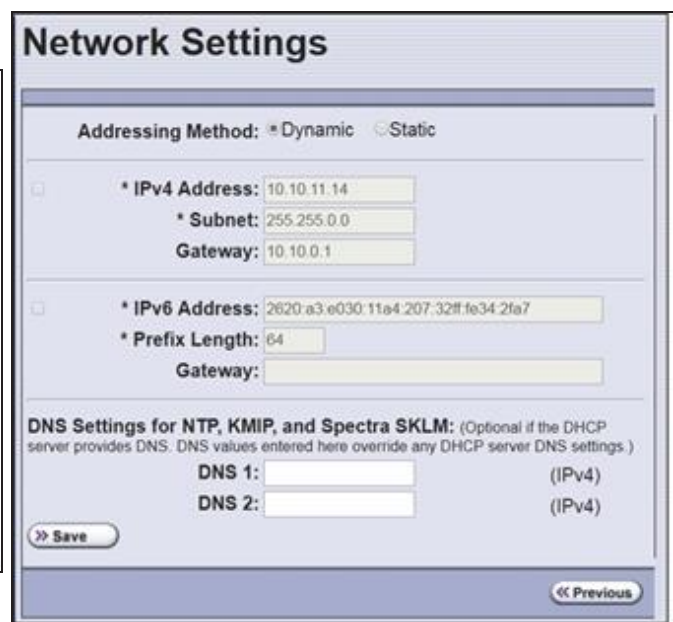 Network Settings
Addressing Method: Dynamic Static
* IPv4 Address: 10.10.11.14
* Subnet: 255.255.0.0
Gateway: 10.10.0.1
* IPv6 Address: 2620:a3:e030:11a4:207:32ff:fe34:2fa7
* Prefix Length: 64
Gateway:
DNS Settings for NTP, KMIP, and Spectra SKLM: (Optional if the DHCP
server provides DNS. DNS values entered here override any DHCP server DNS settings.)
DNS 1: (IPv4)
DNS 2: (IPv4)
Save
Previous